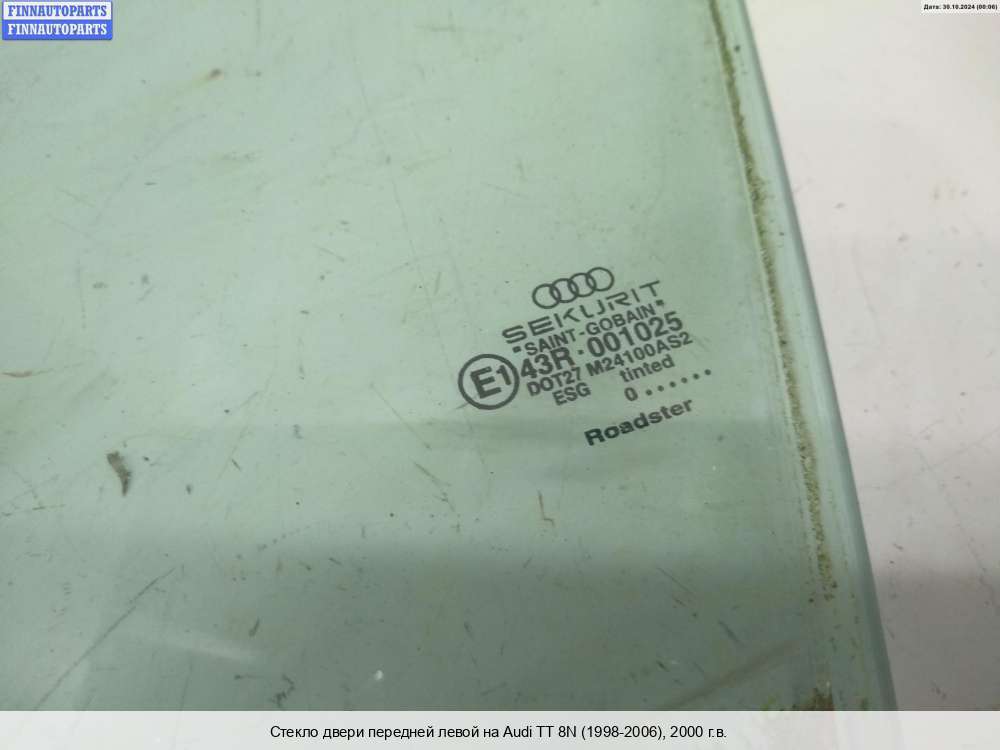 FINNAUTOPARTS
FINNAUTOPARTS
Дата: 30.10.2024 (00:06)
SEKURIT
"SAINT-GOBAIN"
E1 43R·001025
DOT27 M24100AS2
ESG tinted
0 ......
Roadster
Стекло двери передней левой на Audi TT 8N (1998-2006), 2000 г.в.